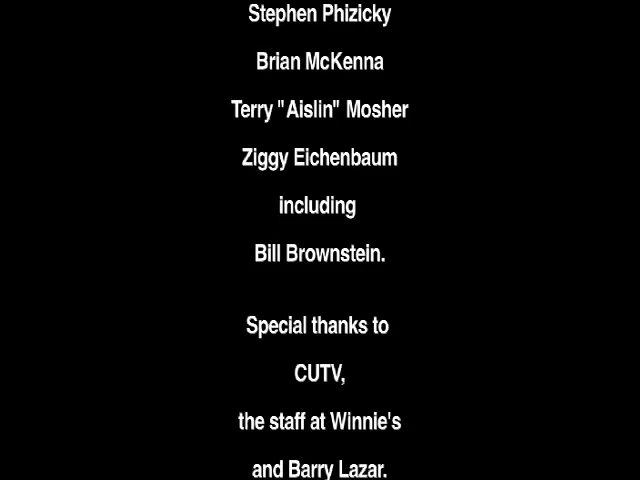 Stephen Phizicky
Brian McKenna
Terry "Aislin" Mosher
Ziggy Eichenbaum
including
Bill Brownstein.
Special thanks to
CUTV,
the staff at Winnie's
and Barry Lazar.